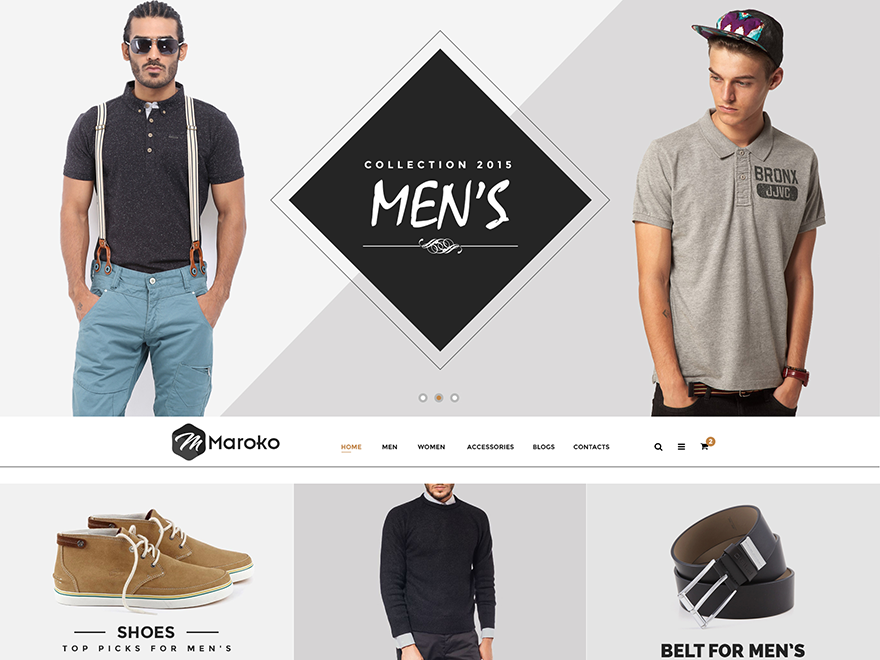 COLLECTION 2015
MEN'S
BRONX
JJVC
M Maroko
HOME MEN WOMEN ACCESSORIES BLOGS CONTACTS 2
SHOES
TOP PICKS FOR MEN'S
BELT FOR MEN'S